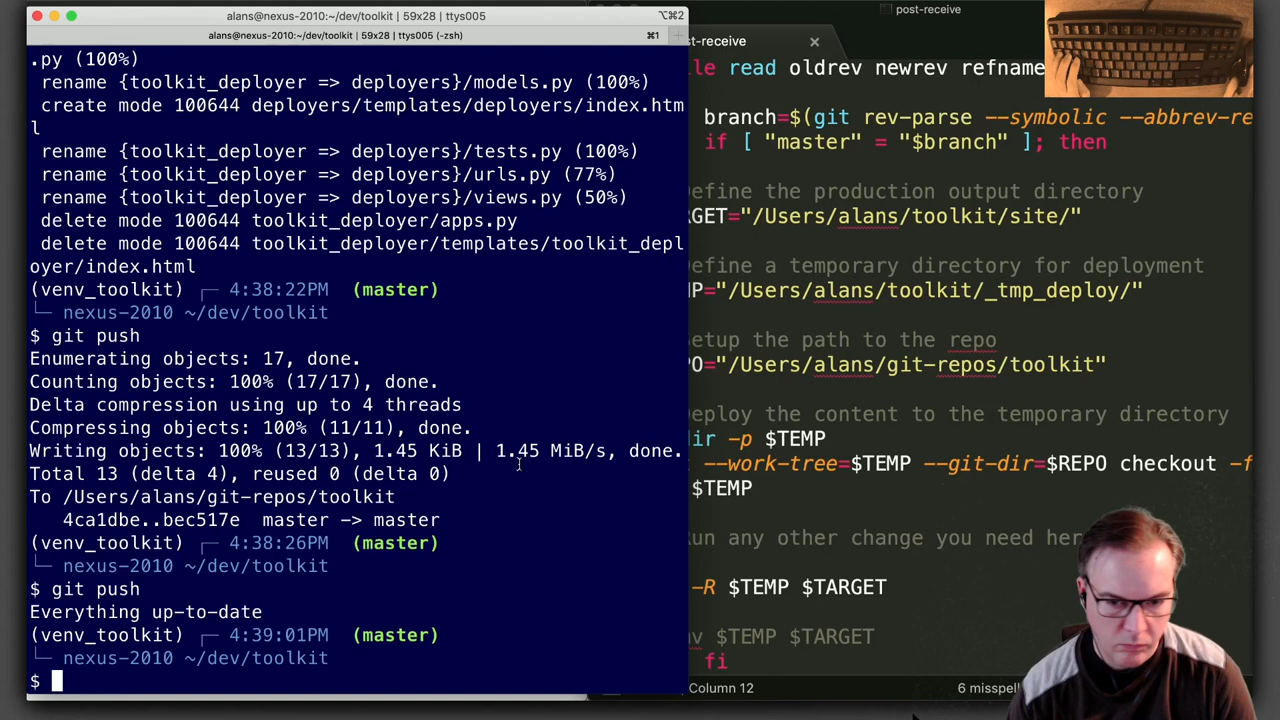 alans@nexus-2010:~/dev/toolkit | 59x28 | ttys005
⌥⌘2
alans@nexus-2010:~/dev/toolkit | 59x28 | ttys005 (-zsh)
⌘1
.py (100%)
rename {toolkit_deployer => deployers}/models.py (100%)
create mode 100644 deployers/templates/deployers/index.htm
l
rename {toolkit_deployer => deployers}/tests.py (100%)
rename {toolkit_deployer => deployers}/urls.py (77%)
rename {toolkit_deployer => deployers}/views.py (50%)
delete mode 100644 toolkit_deployer/apps.py
delete mode 100644 toolkit_deployer/templates/toolkit_depl
oyer/index.html
(venv_toolkit) ┌─ 4:38:22PM (master)
└─ nexus-2010 ~/dev/toolkit
$ git push
Enumerating objects: 17, done.
Counting objects: 100% (17/17), done.
Delta compression using up to 4 threads
Compressing objects: 100% (11/11), done.
Writing objects: 100% (13/13), 1.45 KiB | 1.45 MiB/s, done.
Total 13 (delta 4), reused 0 (delta 0)
To /Users/alans/git-repos/toolkit
4ca1dbe..bec517e master -> master
(venv_toolkit) ┌─ 4:38:26PM (master)
└─ nexus-2010 ~/dev/toolkit
$ git push
Everything up-to-date
(venv_toolkit) ┌─ 4:39:01PM (master)
└─ nexus-2010 ~/dev/toolkit
$
post-receive
st-receive
le read oldrev newrev refname
branch=$(git rev-parse --symbolic --abbrev-re
if [ "master" = "$branch" ]; then
efine the production output directory
RGET="/Users/alans/toolkit/site/"
efine a temporary directory for deployment
MP="/Users/alans/toolkit/_tmp_deploy/"
etup the path to the repo
PO="/Users/alans/git-repos/toolkit"
eploy the content to the temporary directory
dir -p $TEMP
--work-tree=$TEMP --git-dir=$REPO checkout -f
$TEMP
un any other change you need her
-R $TEMP $TARGET
mv $TEMP $TARGET
fi
Column 12
6 misspel